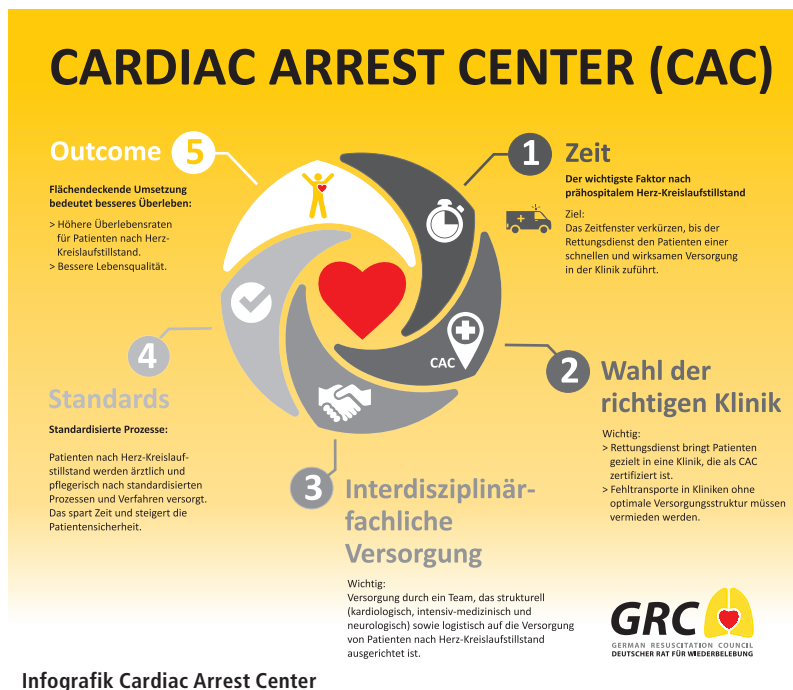 CARDIAC ARREST CENTER (CAC)
1
Zeit
Der wichtigste Faktor nach
prähospitalem Herz-Kreislaufstillstand
Ziel:
Das Zeitfenster verkürzen, bis der
Rettungsdienst den Patienten einer
schnellen und wirksamen Versorgung
in der Klinik zuführt.
CAC
2
Wahl der
richtigen Klinik
Wichtig:
> Rettungsdienst bringt Patienten
gezielt in eine Klinik, die als CAC
zertifiziert ist.
> Fehltransporte in Kliniken ohne
optimale Versorgungsstruktur müssen
vermieden werden.
3
Interdisziplinär-
fachliche
Versorgung
Wichtig:
Versorgung durch ein Team, das strukturell
(kardiologisch, intensiv-medizinisch und
neurologisch) sowie logistisch auf die Versorgung
von Patienten nach Herz-Kreislaufstillstand
ausgerichtet ist.
4
Standards
Standardisierte Prozesse:
Patienten nach Herz-Kreislauf-
stillstand werden ärztlich und
pflegerisch nach standardisierten
Prozessen und Verfahren versorgt.
Das spart Zeit und steigert die
Patientensicherheit.
Outcome 5
Flächendeckende Umsetzung
bedeutet besseres Überleben:
> Höhere Überlebensraten
für Patienten nach Herz-
Kreislaufstillstand.
> Bessere Lebensqualität.
GRC
GERMAN RESUSCITATION COUNCIL
DEUTSCHER RAT FÜR WIEDERBELEBUNG
Infografik Cardiac Arrest Center